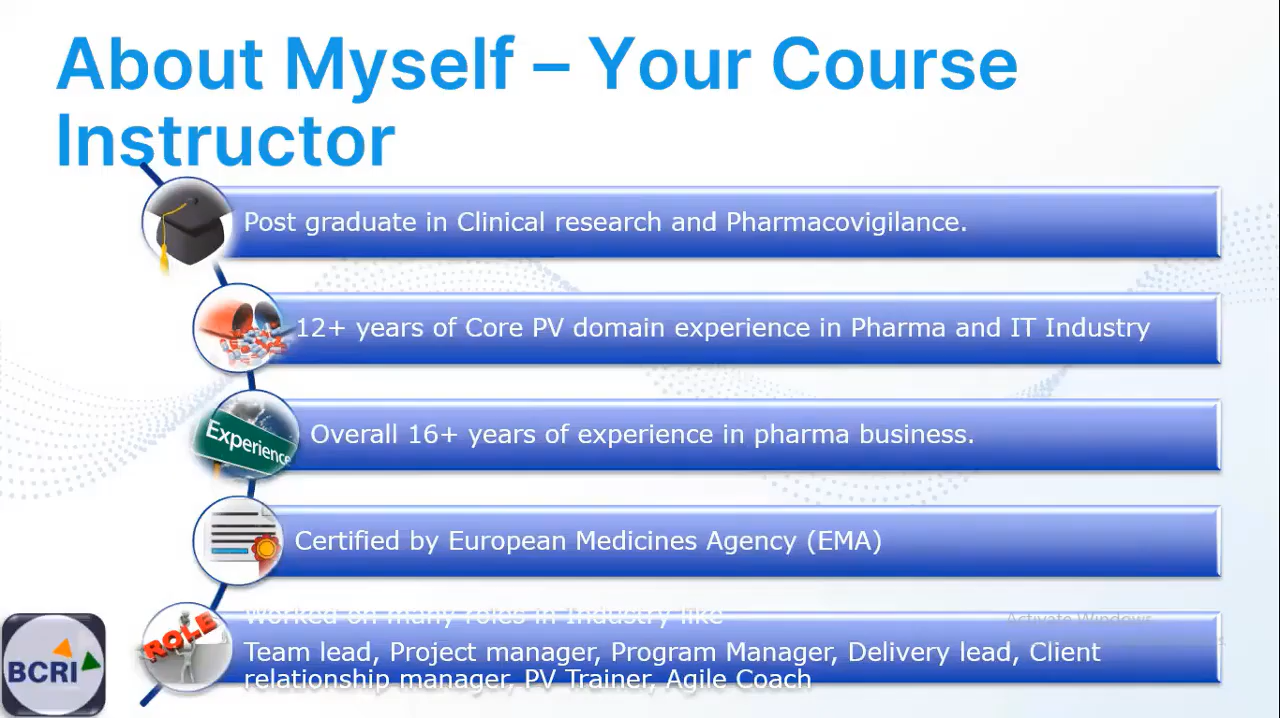 About Myself – Your Course
Instructor
Post graduate in Clinical research and Pharmacovigilance.
12+ years of Core PV domain experience in Pharma and IT Industry
Experience
Overall 16+ years of experience in pharma business.
Certified by European Medicines Agency (EMA)
Worked on many roles in Industry like
ROLE
Activate Windows
Team lead, Project manager, Program Manager, Delivery lead, Client
relationship manager, PV Trainer, Agile Coach
BCRI